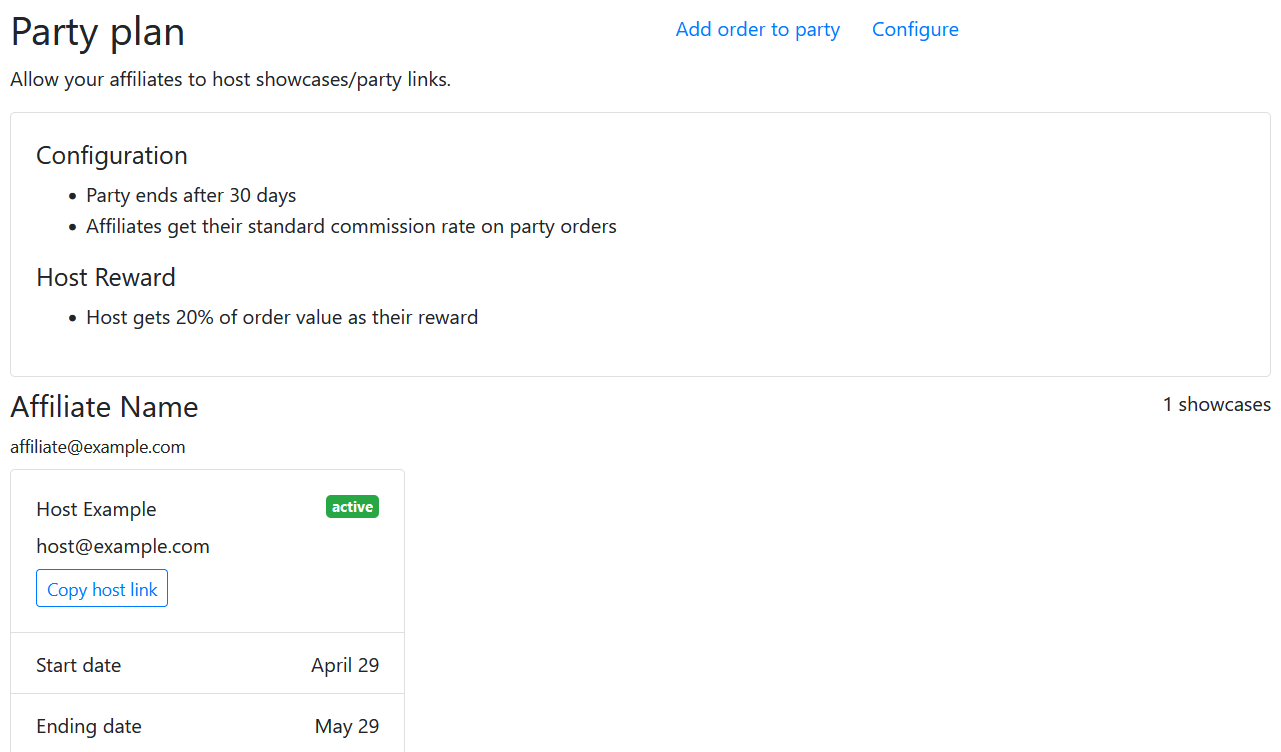 Party plan
Add order to party
Configure
Allow your affiliates to host showcases/party links.
Configuration
• Party ends after 30 days
• Affiliates get their standard commission rate on party orders
Host Reward
• Host gets 20% of order value as their reward
Affiliate Name
1 showcases
affiliate@example.com
Host Example
active
host@example.com
Copy host link
Start date April 29
Ending date May 29